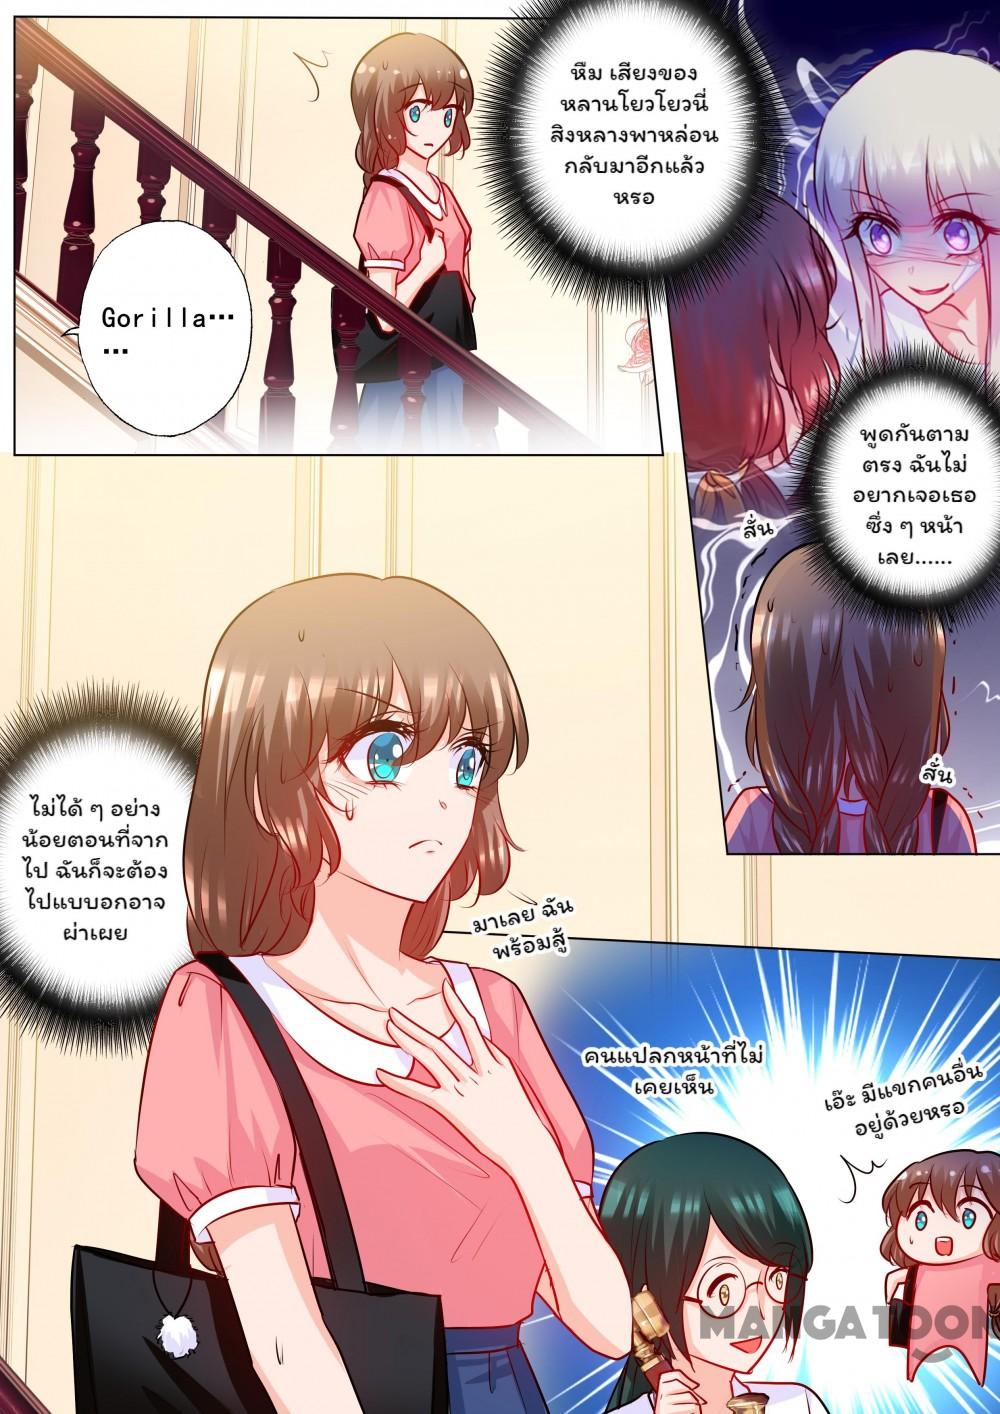 หืม เสียงของ
หลานโยวโยวนี่
สิงหลางพาหล่อน
กลับมาอีกแล้ว
หรอ
Gorilla……
……
พูดกันตาม
ตรง ฉันไม่
อยากเจอเธอ
ซึ่ง ๆ หน้า
เลย......
สั่น
สั่น
ไม่ได้ ๆ อย่าง
น้อยตอนที่จาก
ไป ฉันก็จะต้อง
ไปแบบอกอาจ
ผ่าเผย
มาเลย ฉัน
พร้อมสู้
คนแปลกหน้าที่ไม่
เคยเห็น
เอ๊ะ มีแขกคนอื่น
อยู่ด้วยหรอ
MANGATOON